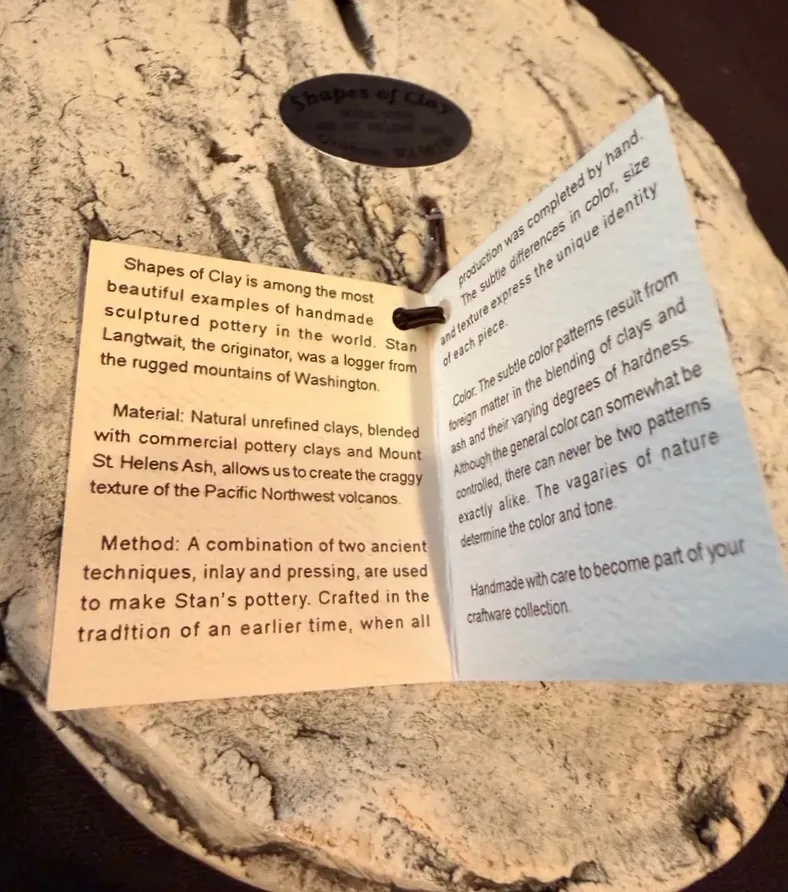 Shapes of Clay
Graham, WA
Shapes of Clay is among the most
beautiful examples of handmade
sculptured pottery in the world. Stan
Langtwait, the originator, was a logger from
the rugged mountains of Washington.
Material: Natural unrefined clays, blended
with commercial pottery clays and Mount
St. Helens Ash, allows us to create the craggy
texture of the Pacific Northwest volcanos.
Method: A combination of two ancient
techniques, inlay and pressing, are used
to make Stan's pottery. Crafted in the
tradition of an earlier time, when all
production was completed by hand.
The subtle differences in color, size
and texture express the unique identity
of each piece.
Color: The subtle color patterns result from
foreign matter in the blending of clays and
ash and their varying degrees of hardness.
Although the general color can somewhat be
controlled, there can never be two patterns
exactly alike. The vagaries of nature
determine the color and tone.
Handmade with care to become part of your
craftware collection.